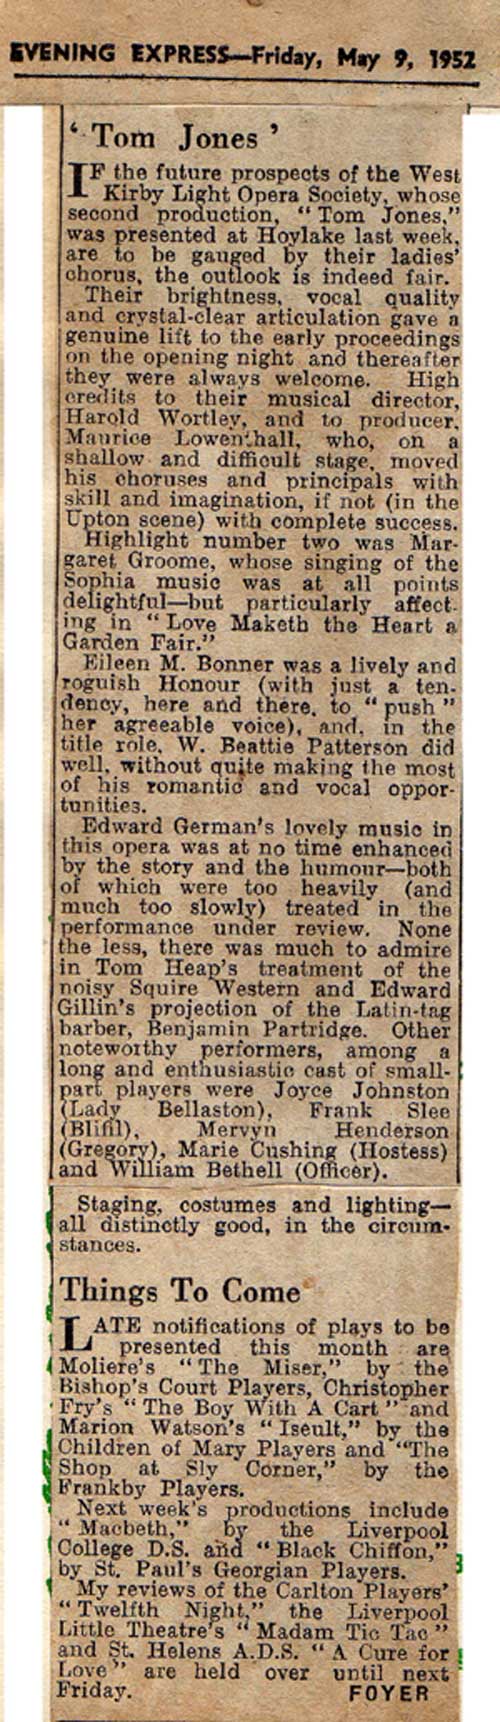 EVENING EXPRESS—Friday, May 9, 1952
' Tom Jones '
IF the future prospects of the West
Kirby Light Opera Society, whose
second production, "Tom Jones,"
was presented at Hoylake last week,
are to be gauged by their ladies'
chorus, the outlook is indeed fair.
Their brightness, vocal quality
and crystal-clear articulation gave a
genuine lift to the early proceedings
on the opening night and thereafter
they were always welcome. High
credits to their musical director,
Harold Wortley, and to producer,
Maurice Lowenthall, who, on a
shallow and difficult stage, moved
his choruses and principals with
skill and imagination, if not (in the
Upton scene) with complete success.
Highlight number two was Mar-
garet Groome, whose singing of the
Sophia music was at all points
delightful—but particularly affect-
ing in "Love Maketh the Heart a
Garden Fair."
Eileen M. Bonner was a lively and
roguish Honour (with just a ten-
dency, here and there, to "push"
her agreeable voice), and, in the
title role, W. Beattie Patterson did
well, without quite making the most
of his romantic and vocal oppor-
tunities.
Edward German's lovely music in
this opera was at no time enhanced
by the story and the humour—both
of which were too heavily (and
much too slowly) treated in the
performance under review. None
the less, there was much to admire
in Tom Heap's treatment of the
noisy Squire Western and Edward
Gillin's projection of the Latin-tag
barber, Benjamin Partridge. Other
noteworthy performers, among a
long and enthusiastic cast of small-
part players were Joyce Johnston
(Lady Bellaston), Frank Slee
(Blifil), Mervyn Henderson
(Gregory), Marie Cushing (Hostess)
and William Bethell (Officer).
Staging, costumes and lighting—
all distinctly good, in the circum-
stances.
Things To Come
LATE notifications of plays to be
presented this month are
Moliere's "The Miser," by the
Bishop's Court Players, Christopher
Fry's "The Boy With A Cart" and
Marion Watson's "Iseult," by the
Children of Mary Players and "The
Shop at Sly Corner," by the
Frankby Players.
Next week's productions include
"Macbeth," by the Liverpool
College D.S. and "Black Chiffon,"
by St. Paul's Georgian Players.
My reviews of the Carlton Players'
"Twelfth Night," the Liverpool
Little Theatre's "Madam Tic Tac"
and St. Helens A.D.S. "A Cure for
Love" are held over until next
Friday. FOYER